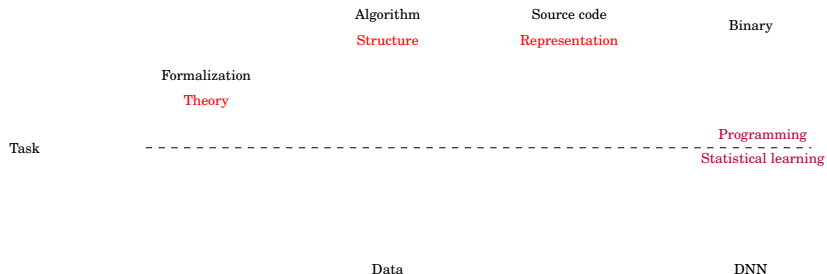 Algorithm
Structure
Source code
Representation
Binary
Formalization
Theory
Programming
Task
Statistical learning
Data
DNN